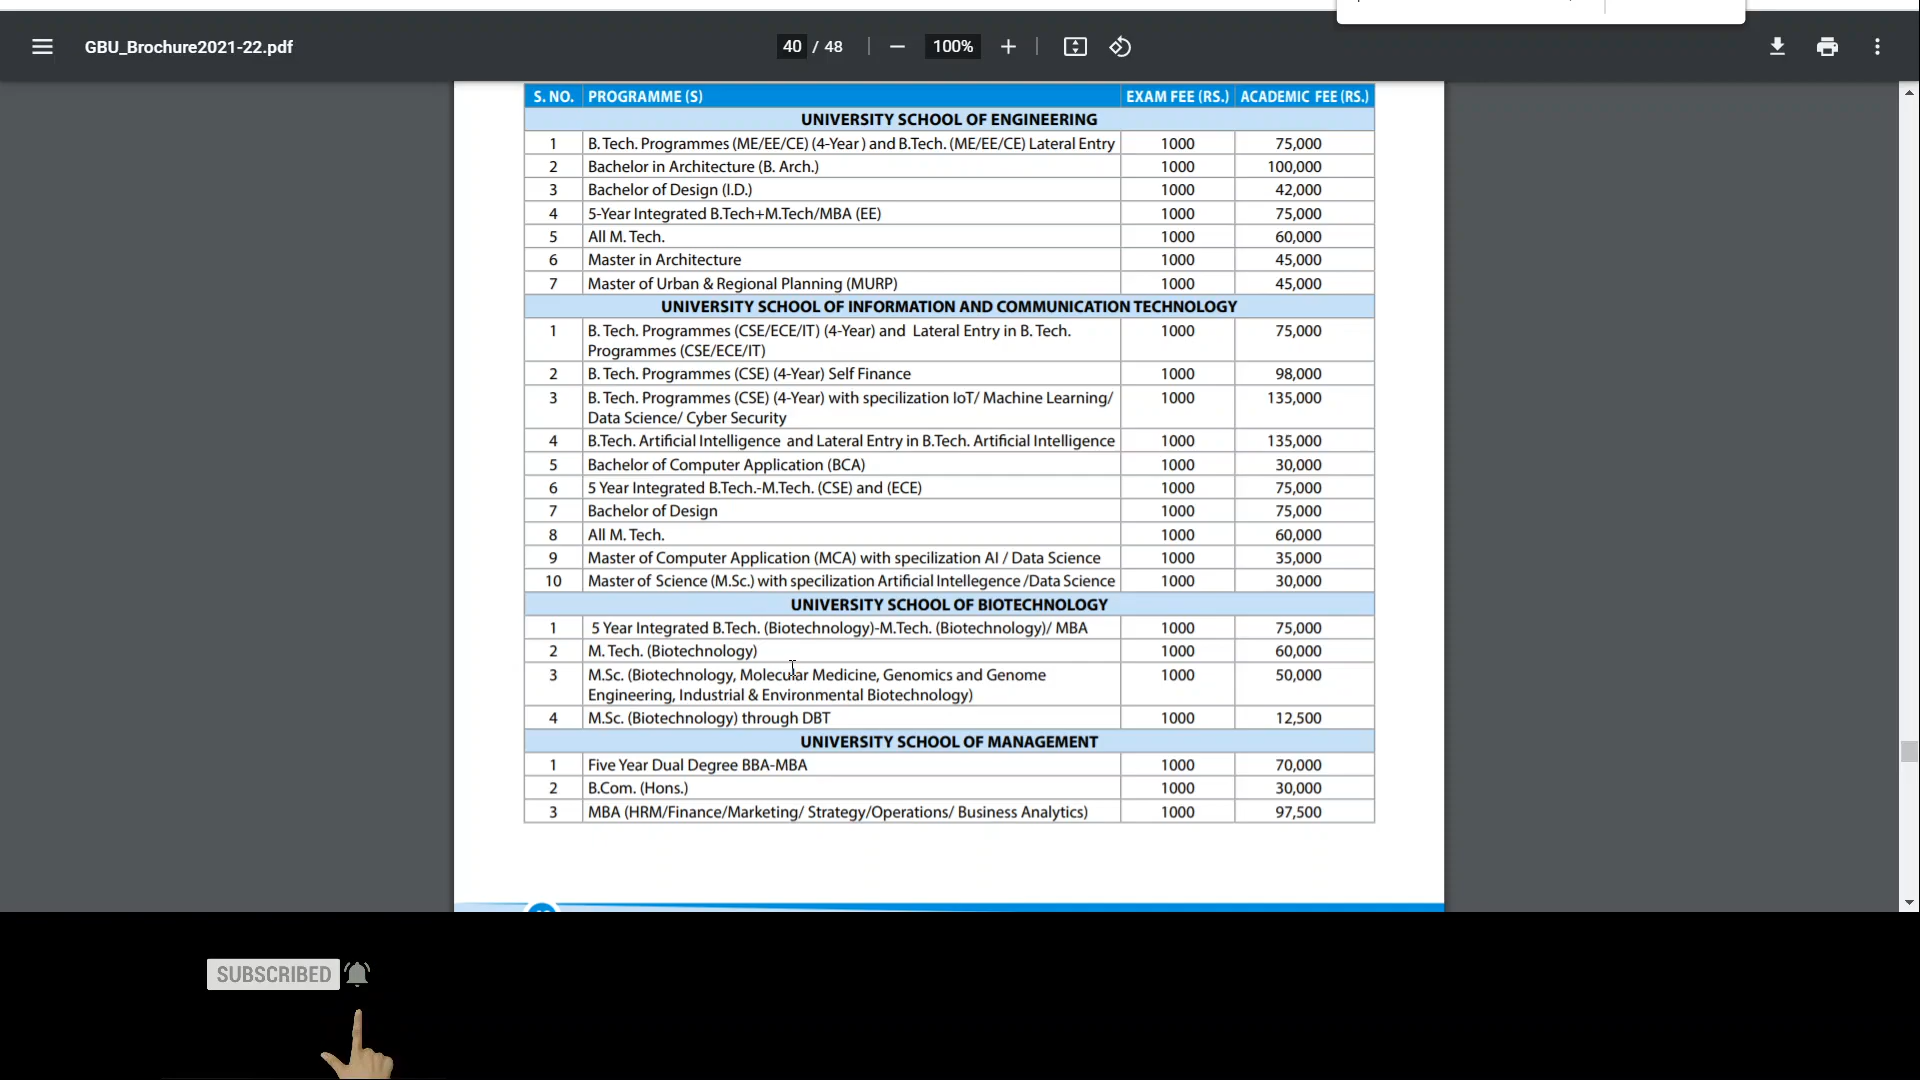 GBU_Brochure2021-22.pdf
40 / 48
100%
S. NO. PROGRAMME (S) EXAM FEE (RS.) ACADEMIC FEE (RS.)
UNIVERSITY SCHOOL OF ENGINEERING
1 B. Tech. Programmes (ME/EE/CE) (4-Year ) and B.Tech. (ME/EE/CE) Lateral Entry 1000 75,000
2 Bachelor in Architecture (B. Arch.) 1000 100,000
3 Bachelor of Design (I.D.) 1000 42,000
4 5-Year Integrated B.Tech+M.Tech/MBA (EE) 1000 75,000
5 All M. Tech. 1000 60,000
6 Master in Architecture 1000 45,000
7 Master of Urban & Regional Planning (MURP) 1000 45,000
UNIVERSITY SCHOOL OF INFORMATION AND COMMUNICATION TECHNOLOGY
1 B. Tech. Programmes (CSE/ECE/IT) (4-Year) and Lateral Entry in B. Tech. 1000 75,000
Programmes (CSE/ECE/IT)
2 B. Tech. Programmes (CSE) (4-Year) Self Finance 1000 98,000
3 B. Tech. Programmes (CSE) (4-Year) with specilization IoT/ Machine Learning/ 1000 135,000
Data Science/ Cyber Security
4 B.Tech. Artificial Intelligence and Lateral Entry in B.Tech. Artificial Intelligence 1000 135,000
5 Bachelor of Computer Application (BCA) 1000 30,000
6 5 Year Integrated B.Tech.-M.Tech. (CSE) and (ECE) 1000 75,000
7 Bachelor of Design 1000 75,000
8 All M. Tech. 1000 60,000
9 Master of Computer Application (MCA) with specilization AI / Data Science 1000 35,000
10 Master of Science (M.Sc.) with specilization Artificial Intellegence /Data Science 1000 30,000
UNIVERSITY SCHOOL OF BIOTECHNOLOGY
1 5 Year Integrated B.Tech. (Biotechnology)-M.Tech. (Biotechnology)/ MBA 1000 75,000
2 M. Tech. (Biotechnology) 1000 60,000
3 M.Sc. (Biotechnology, Molecular Medicine, Genomics and Genome 1000 50,000
Engineering, Industrial & Environmental Biotechnology)
4 M.Sc. (Biotechnology) through DBT 1000 12,500
UNIVERSITY SCHOOL OF MANAGEMENT
1 Five Year Dual Degree BBA-MBA 1000 70,000
2 B.Com. (Hons.) 1000 30,000
3 MBA (HRM/Finance/Marketing/ Strategy/Operations/ Business Analytics) 1000 97,500
SUBSCRIBED